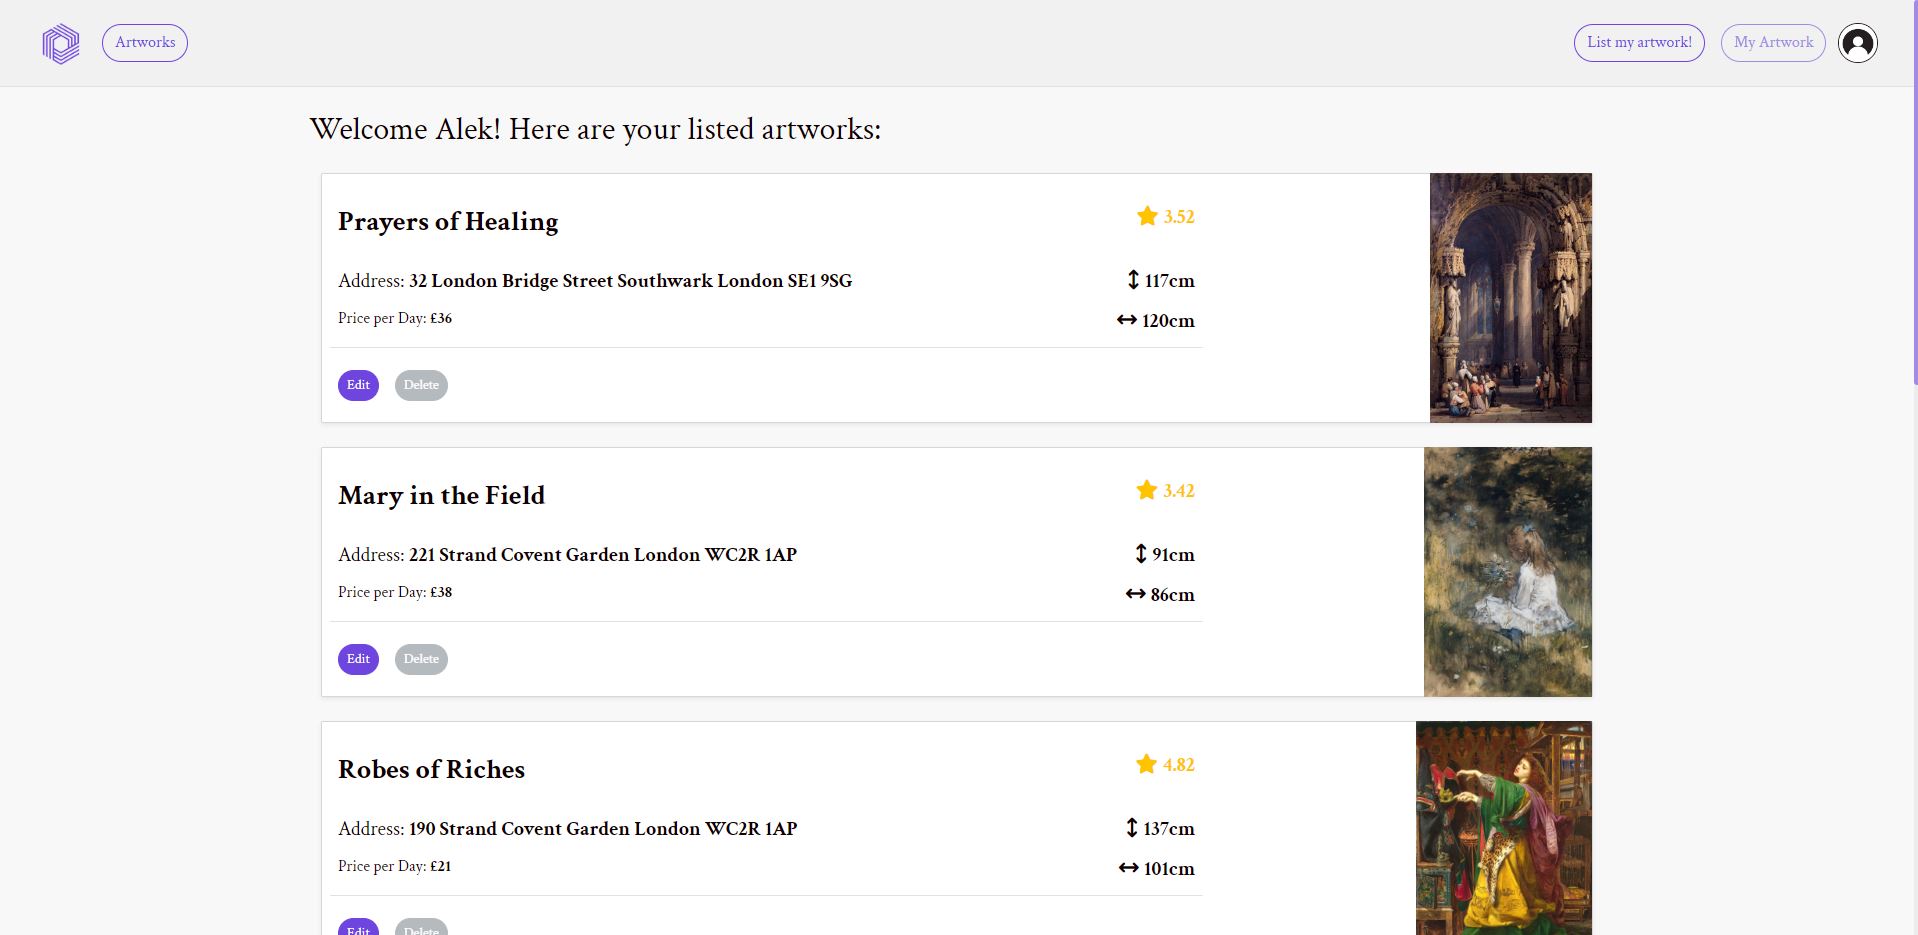 Artworks
List my artwork!
My Artwork
Welcome Alek! Here are your listed artworks:
Prayers of Healing
3.52
Address: 32 London Bridge Street Southwark London SE1 9SG
117cm
Price per Day: £36
120cm
Edit
Delete
Mary in the Field
3.42
Address: 221 Strand Covent Garden London WC2R 1AP
91cm
Price per Day: £38
86cm
Edit
Delete
Robes of Riches
4.82
Address: 190 Strand Covent Garden London WC2R 1AP
137cm
Price per Day: £21
101cm
Edit
Delete